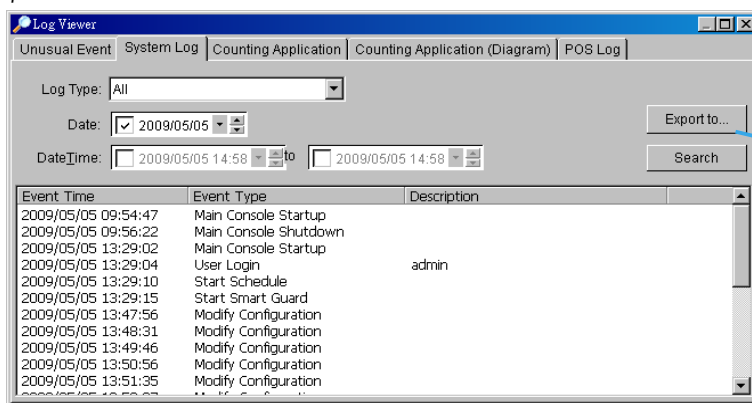 Log Viewer
Unusual Event System Log Counting Application Counting Application (Diagram) POS Log
Log Type: All
Date: 2009/05/05
Export to...
DateTime: 2009/05/05 14:58 to 2009/05/05 14:58
Search
Event Time Event Type Description
2009/05/05 09:54:47 Main Console Startup
2009/05/05 09:56:22 Main Console Shutdown
2009/05/05 13:29:02 Main Console Startup
2009/05/05 13:29:04 User Login admin
2009/05/05 13:29:10 Start Schedule
2009/05/05 13:29:15 Start Smart Guard
2009/05/05 13:47:56 Modify Configuration
2009/05/05 13:48:31 Modify Configuration
2009/05/05 13:49:46 Modify Configuration
2009/05/05 13:50:56 Modify Configuration
2009/05/05 13:51:35 Modify Configuration